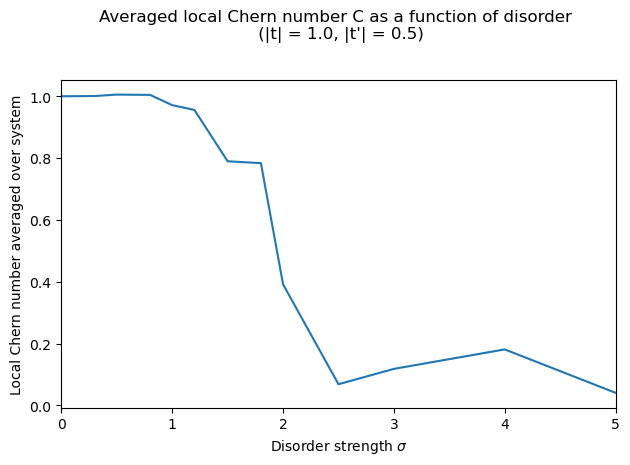 Averaged local Chern number C as a function of disorder
(|t| = 1.0, |t'| = 0.5)
Local Chern number averaged over system
1.0
0.8
0.6
0.4
0.2
0.0
0 1 2 3 4 5
Disorder strength σ